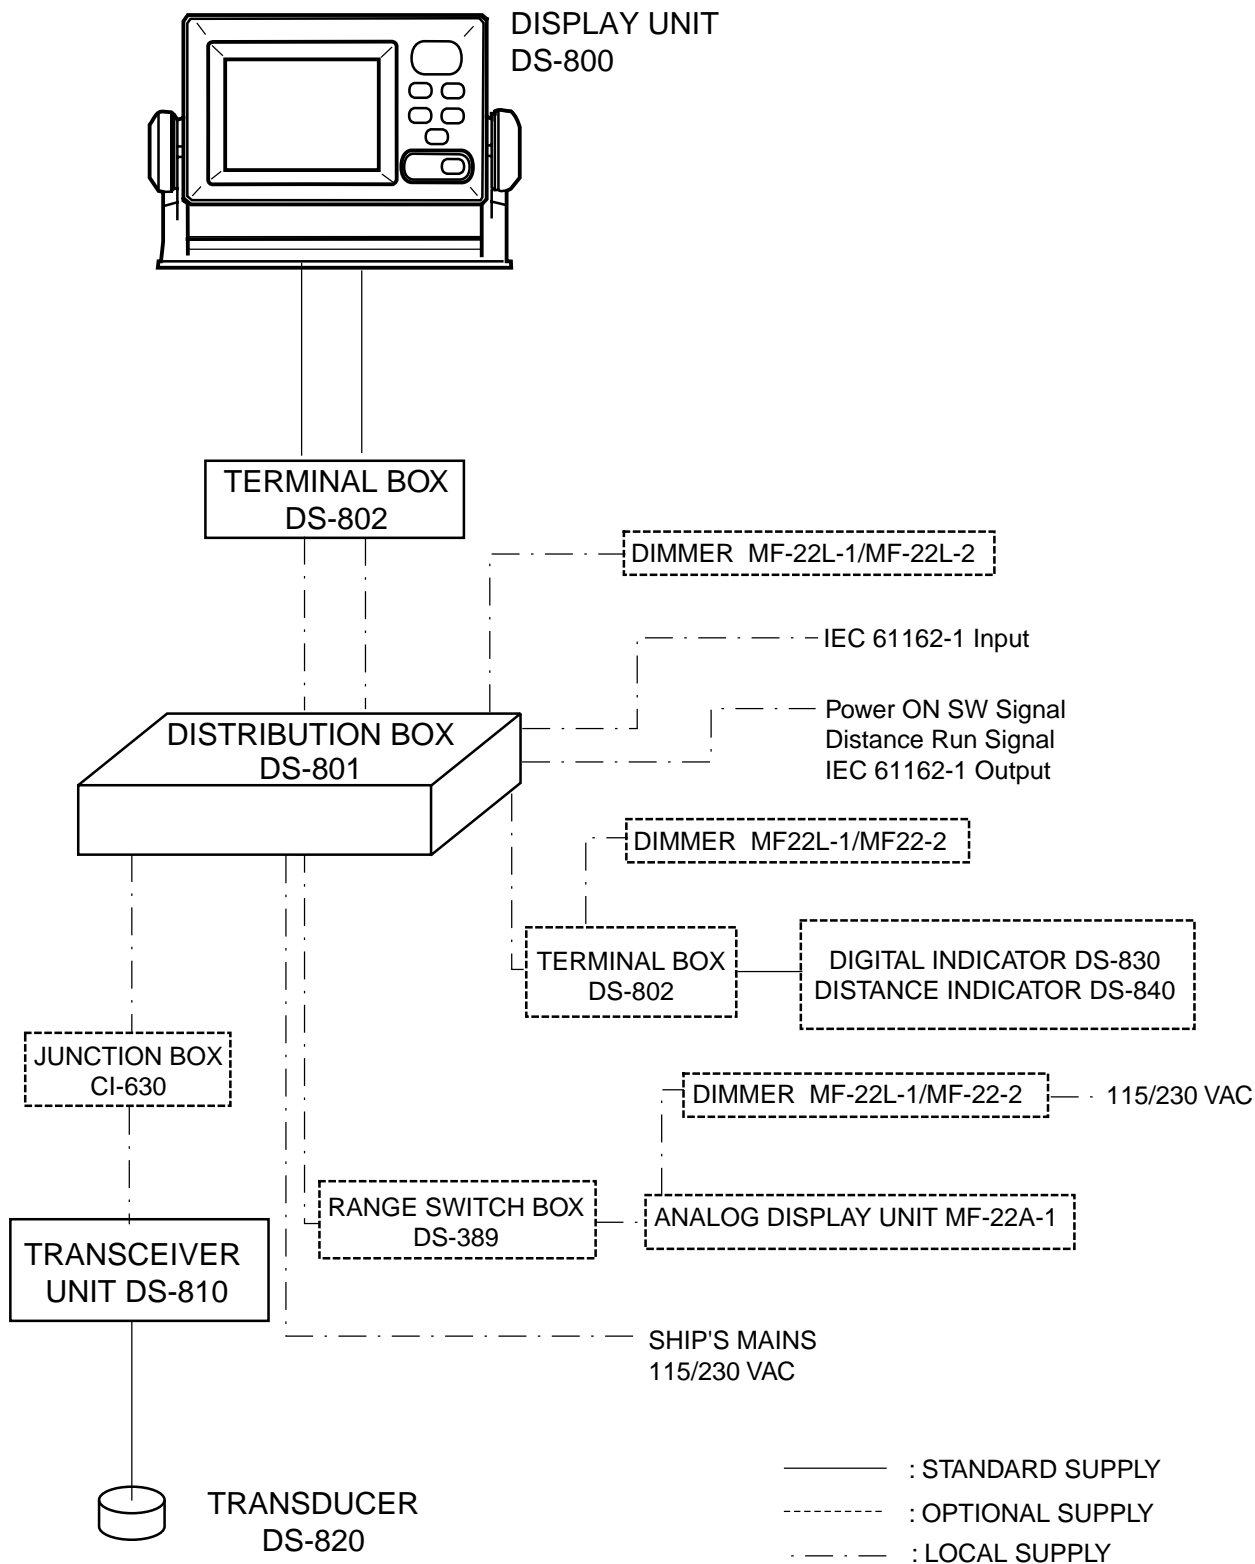 DISPLAY UNIT
DS-800
TERMINAL BOX
DS-802
DIMMER MF-22L-1/MF-22L-2
IEC 61162-1 Input
Power ON SW Signal
Distance Run Signal
IEC 61162-1 Output
DISTRIBUTION BOX
DS-801
DIMMER MF22L-1/MF22-2
TERMINAL BOX
DS-802
DIGITAL INDICATOR DS-830
DISTANCE INDICATOR DS-840
JUNCTION BOX
CI-630
DIMMER MF-22L-1/MF-22-2
115/230 VAC
RANGE SWITCH BOX
DS-389
ANALOG DISPLAY UNIT MF-22A-1
TRANSCEIVER
UNIT DS-810
SHIP'S MAINS
115/230 VAC
TRANSDUCER
DS-820
: STANDARD SUPPLY
: OPTIONAL SUPPLY
: LOCAL SUPPLY